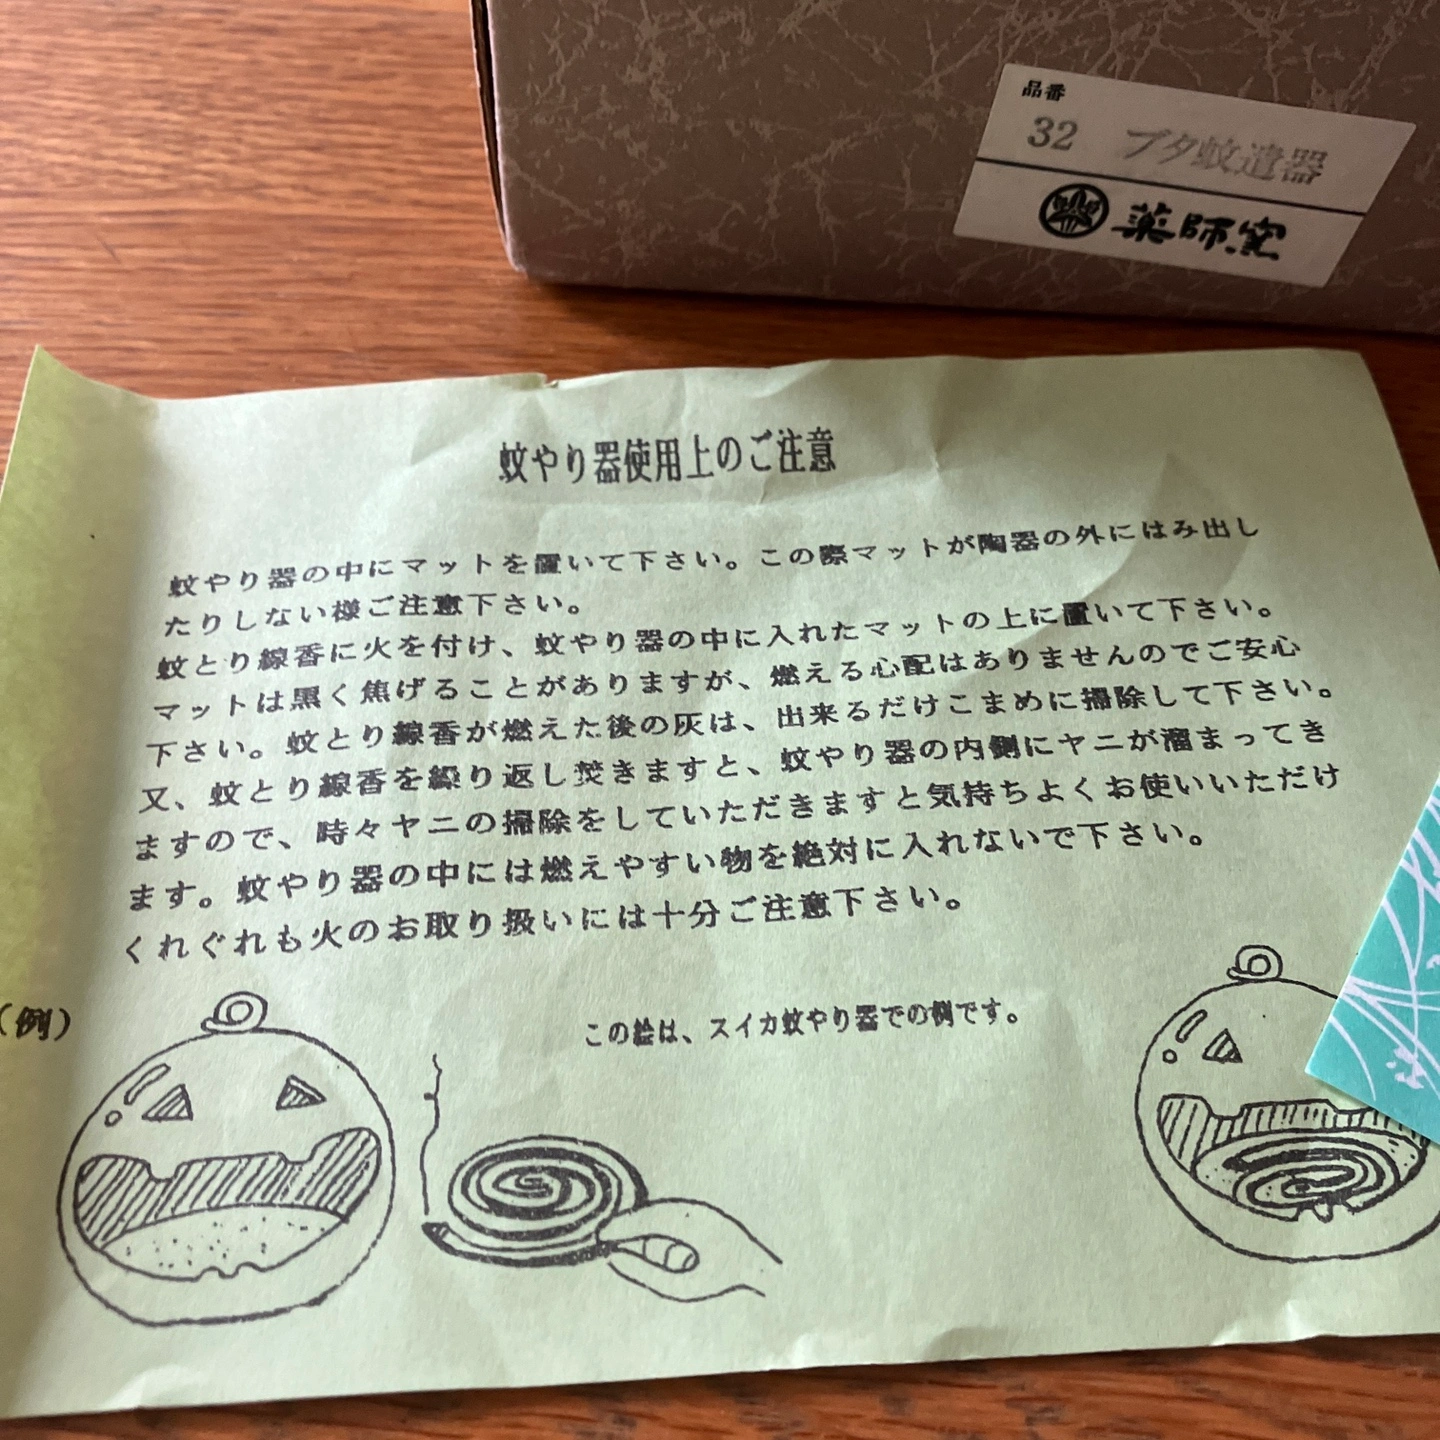 品番
32 ブタ蚊遣器
薬師窯
蚊やり器使用上のご注意
蚊やり器の中にマットを置いて下さい。この際マットが陶器の外にはみ出し
たりしない様ご注意下さい。
蚊とり線香に火を付け、蚊やり器の中に入れたマットの上に置いて下さい。
マットは黒く焦げることがありますが、燃える心配はありませんのでご安心
下さい。蚊とり線香が燃えた後の灰は、出来るだけこまめに掃除して下さい。
又、蚊とり線香を繰り返し焚きますと、蚊やり器の内側にヤニが溜まってき
ますので、時々ヤニの掃除をしていただきますと気持ちよくお使いいただけ
ます。蚊やり器の中には燃えやすい物を絶対に入れないで下さい。
くれぐれも火のお取り扱いには十分ご注意下さい。
(例)
この絵は、スイカ蚊やり器での例です。